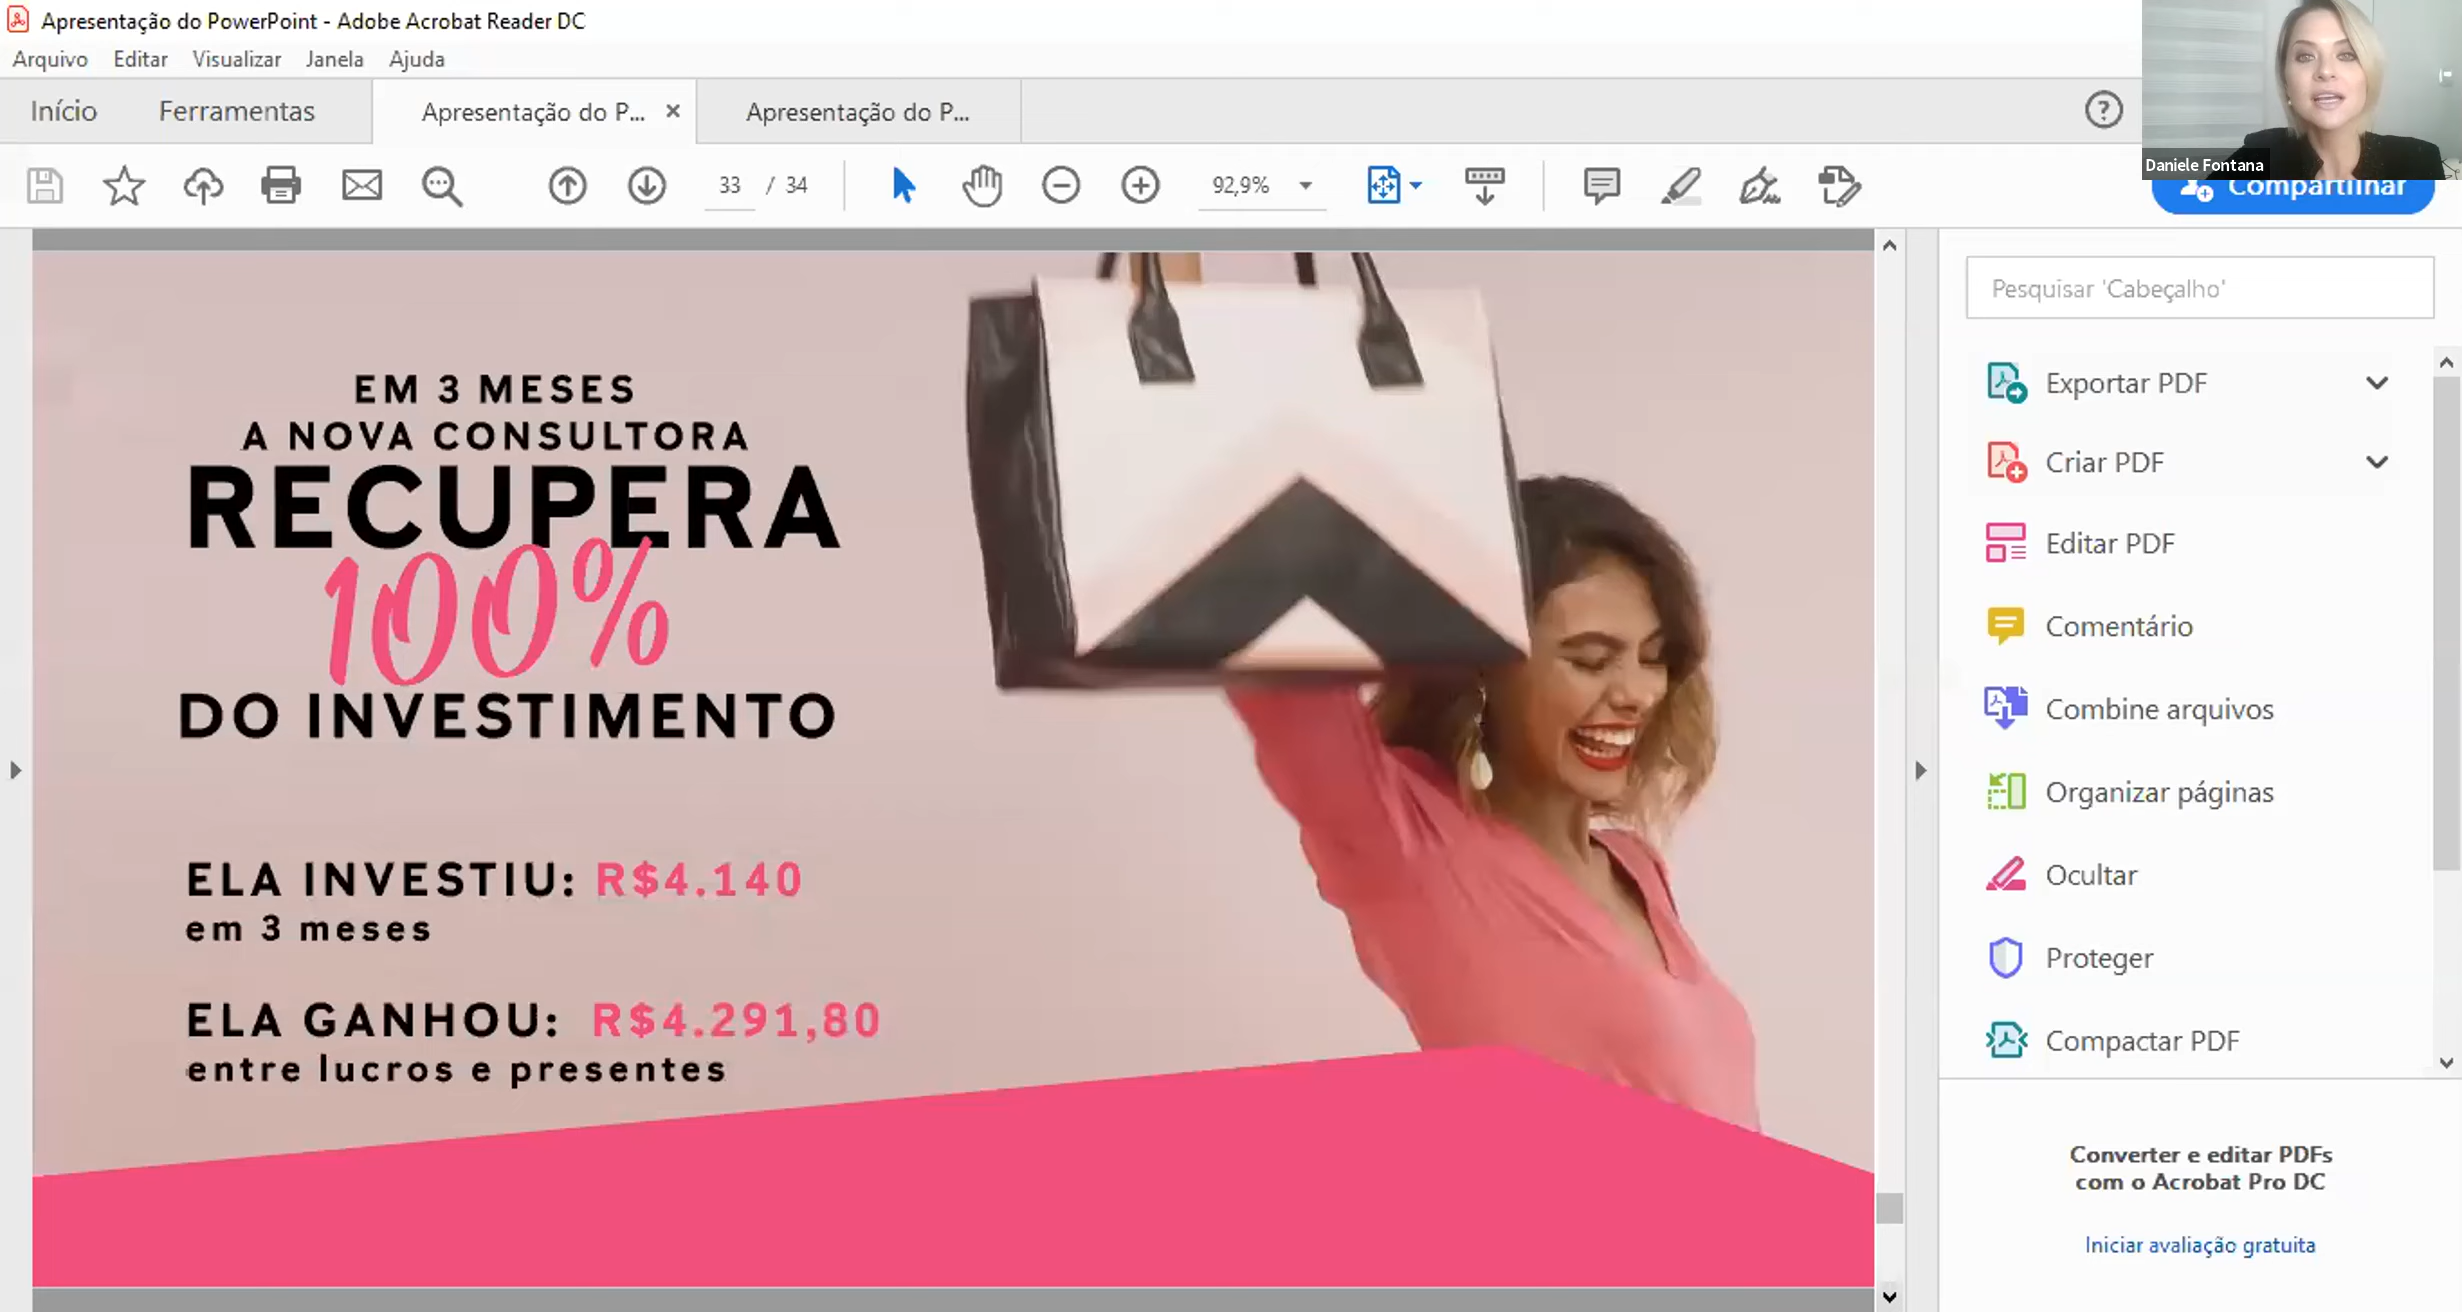 Apresentação do PowerPoint - Adobe Acrobat Reader DC
Arquivo Editar Visualizar Janela Ajuda
Início Ferramentas Apresentação do P... × Apresentação do P...
33 / 34 92,9%
Daniele Fontana
Compartilhar
EM 3 MESES
A NOVA CONSULTORA
RECUPERA
100%
DO INVESTIMENTO
ELA INVESTIU: R$4.140
em 3 meses
ELA GANHOU: R$4.291,80
entre lucros e presentes
Pesquisar 'Cabeçalho'
Exportar PDF
Criar PDF
Editar PDF
Comentário
Combine arquivos
Organizar páginas
Ocultar
Proteger
Compactar PDF
Converter e editar PDFs
com o Acrobat Pro DC
Iniciar avaliação gratuita